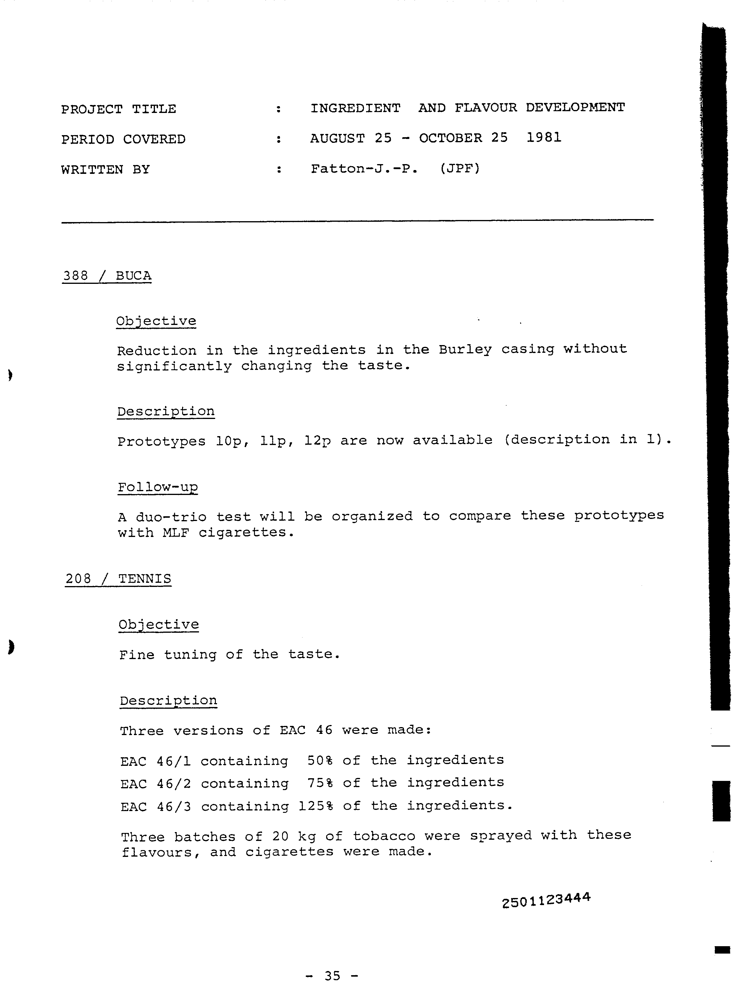 PROJECT TITLE : INGREDIENT AND FLAVOUR DEVELOPMENT
PERIOD COVERED : AUGUST 25 - OCTOBER 25 1981
WRITTEN BY : Fatton-J.-P. (JPF)
388 / BUCA
Objective
Reduction in the ingredients in the Burley casing without
significantly changing the taste.
Description
Prototypes 10p, 11p, 12p are now available (description in 1).
Follow-up
A duo-trio test will be organized to compare these prototypes
with MLF cigarettes.
208 / TENNIS
Objective
Fine tuning of the taste.
Description
Three versions of EAC 46 were made:
EAC 46/1 containing 50% of the ingredients
EAC 46/2 containing 75% of the ingredients
EAC 46/3 containing 125% of the ingredients.
Three batches of 20 kg of tobacco were sprayed with these
flavours, and cigarettes were made.
2501123444
- 35 -